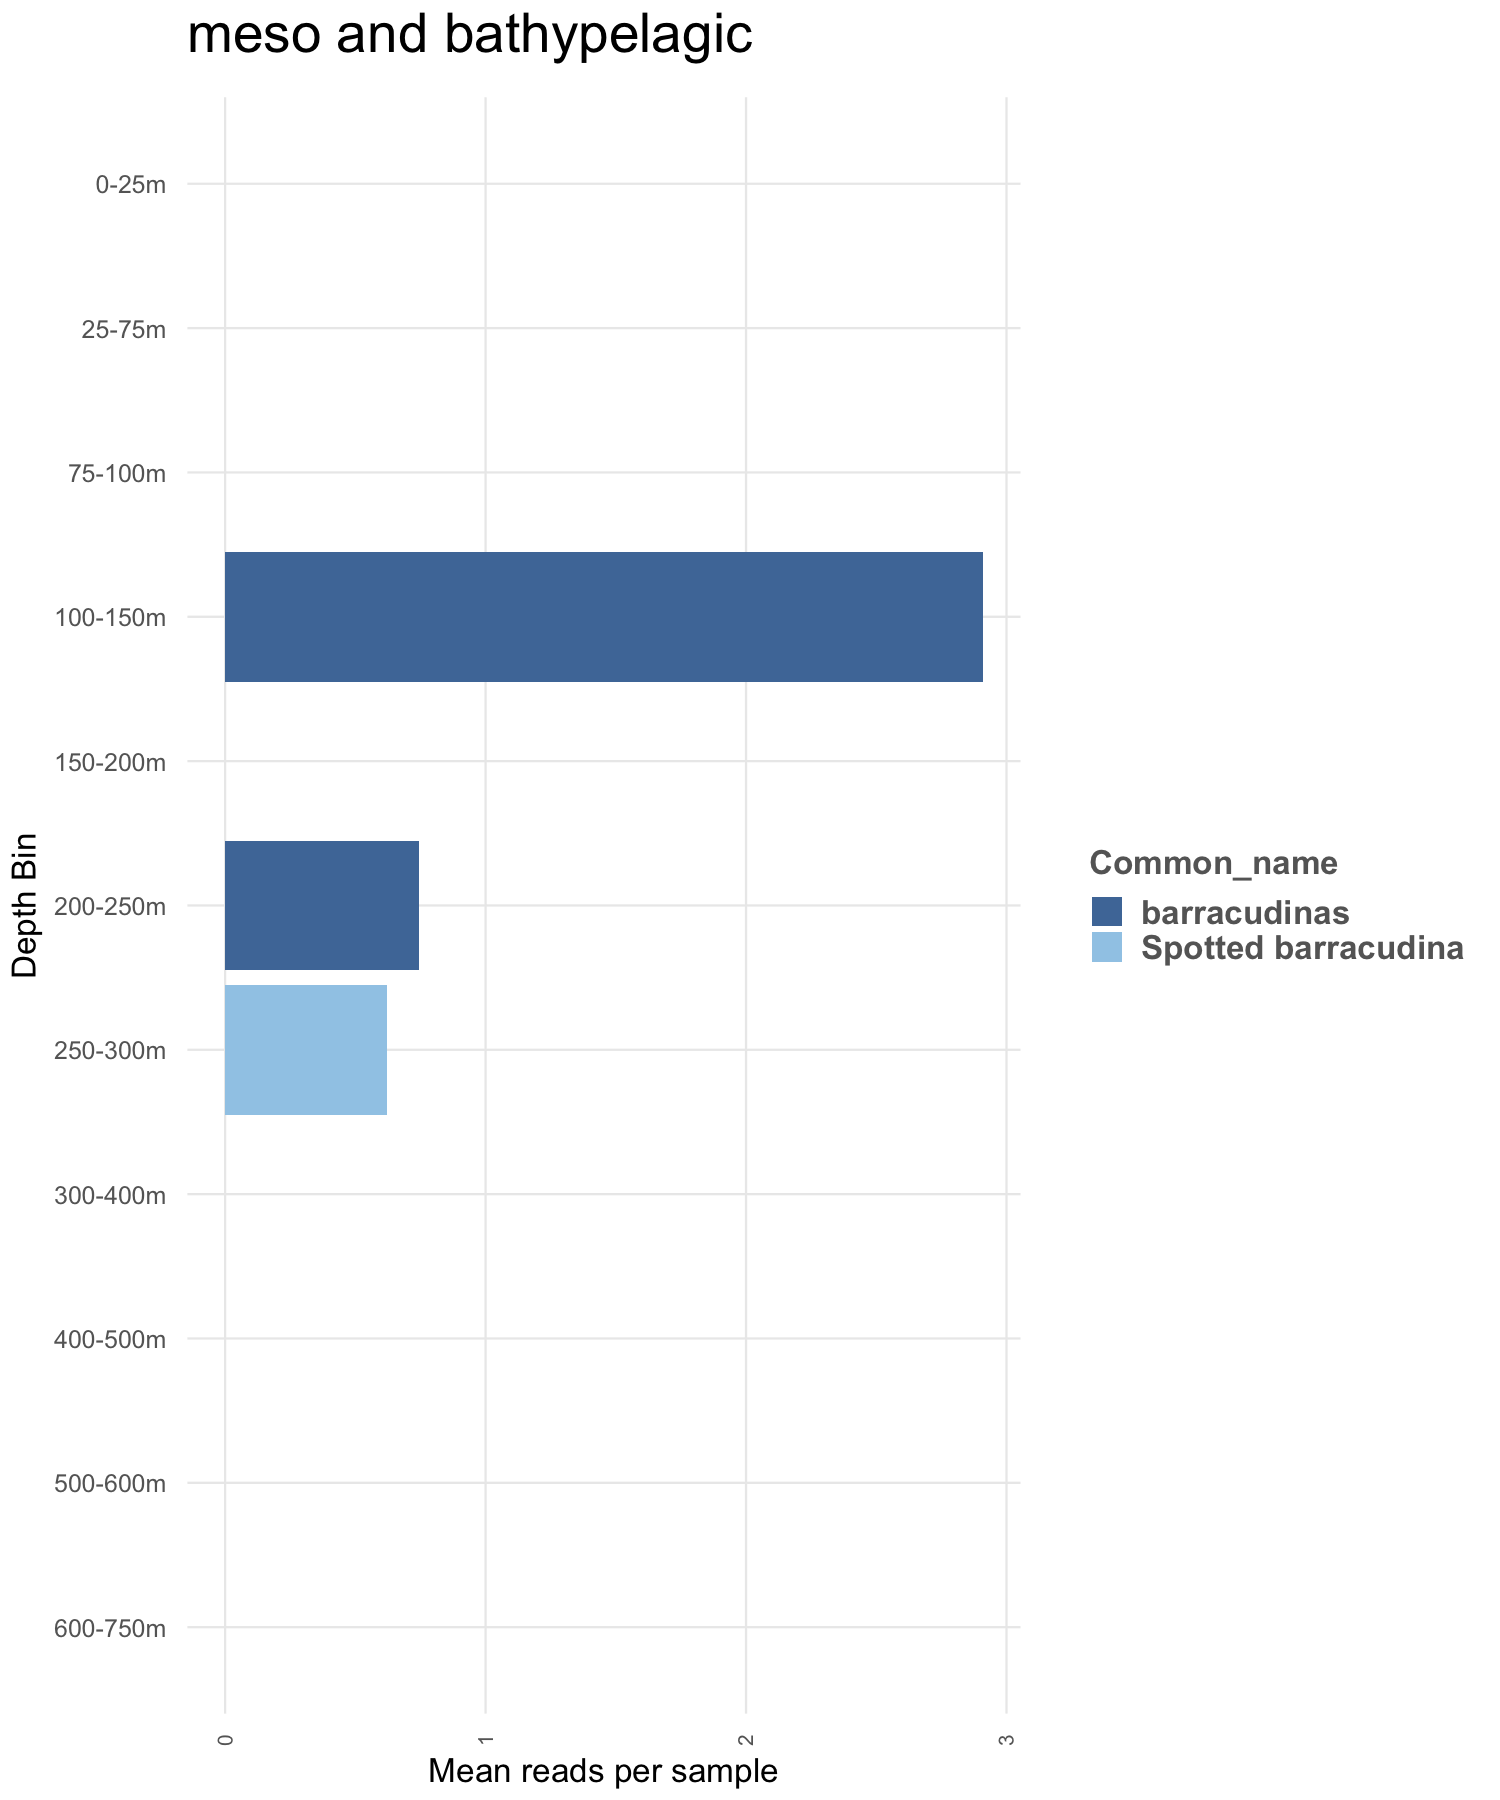 meso and bathypelagic
0-25m
25-75m
75-100m
100-150m
150-200m
200-250m
250-300m
300-400m
400-500m
500-600m
600-750m
Depth Bin
0
1
2
3
Mean reads per sample
Common_name
barracudinas
Spotted barracudina